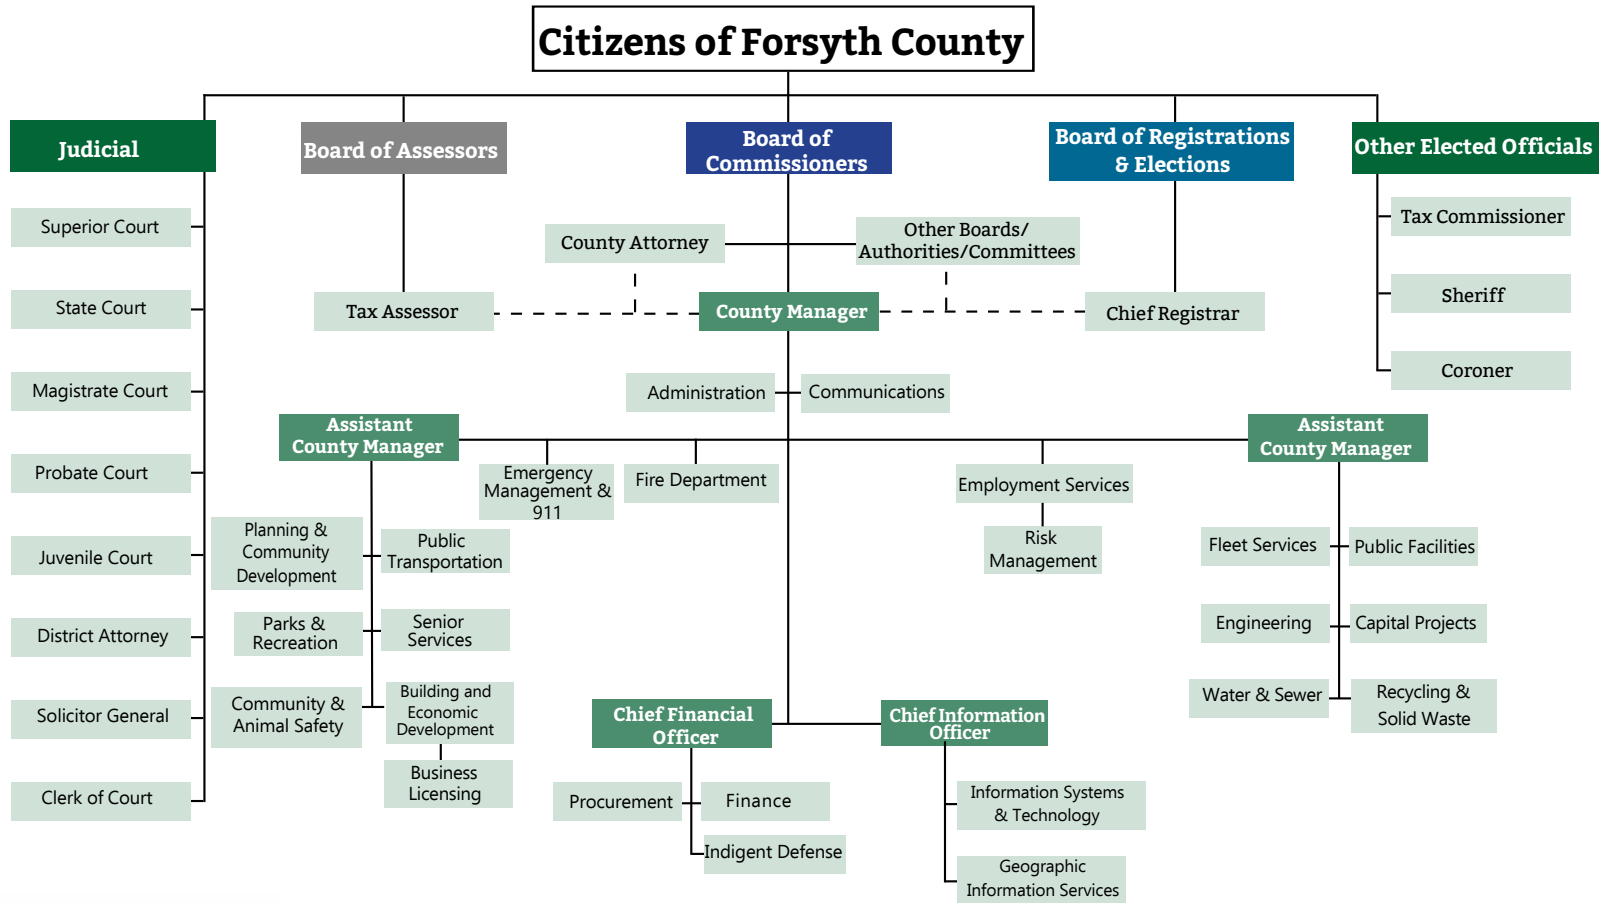 Citizens of Forsyth County
Judicial
Board of Assessors
Board of
Commissioners
Board of Registrations
& Elections
Other Elected Officials
Superior Court
State Court
Magistrate Court
Probate Court
Juvenile Court
District Attorney
Solicitor General
Clerk of Court
Tax Assessor
County Attorney
Other Boards/
Authorities/Committees
County Manager
Chief Registrar
Tax Commissioner
Sheriff
Coroner
Administration
Communications
Assistant
County Manager
Emergency
Management &
911
Fire Department
Employment Services
Risk
Management
Assistant
County Manager
Planning &
Community
Development
Public
Transportation
Parks &
Recreation
Senior
Services
Community &
Animal Safety
Building and
Economic
Development
Business
Licensing
Fleet Services
Public Facilities
Engineering
Capital Projects
Water & Sewer
Recycling &
Solid Waste
Chief Financial
Officer
Procurement
Finance
Indigent Defense
Chief Information
Officer
Information Systems
& Technology
Geographic
Information Services